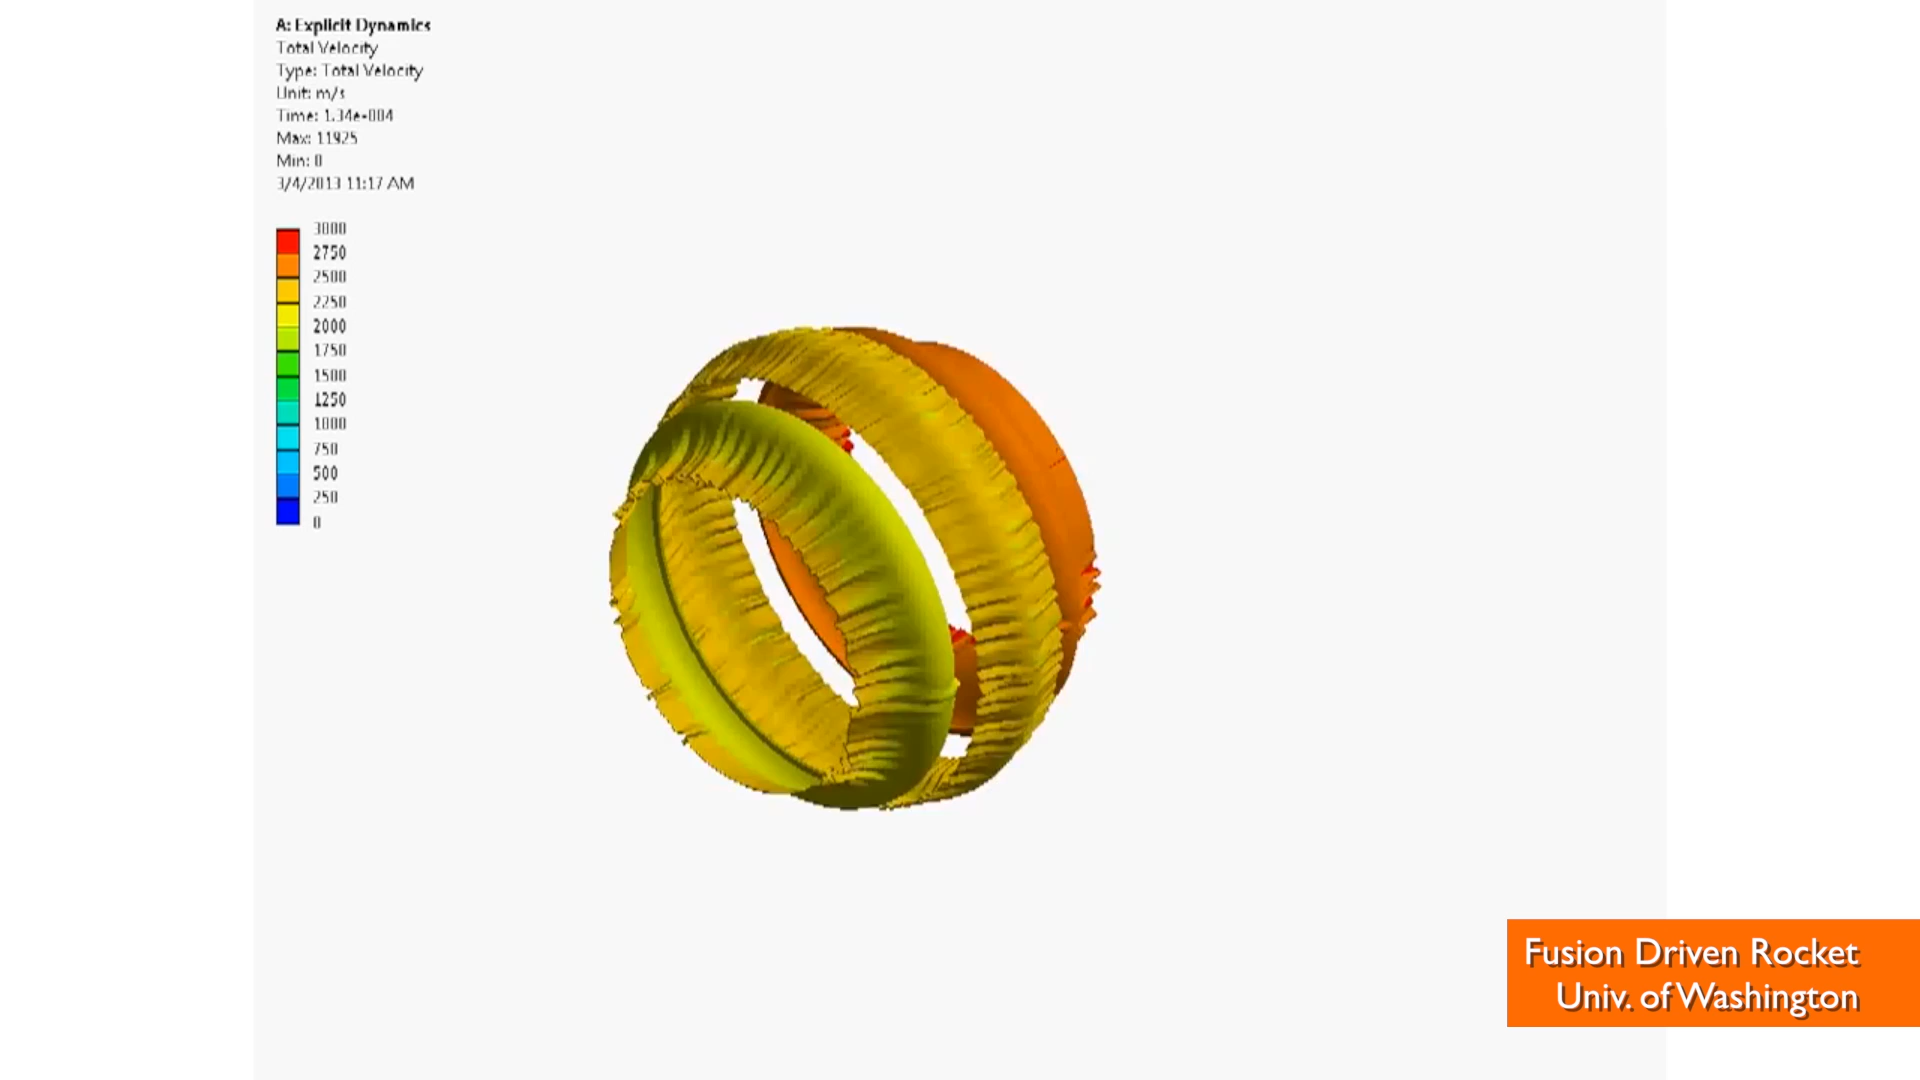 A: Explicit Dynamics
Total Velocity
Type: Total Velocity
Unit: m/s
Time: 1.34e-004
Max: 11925
Min: 0
3/4/2013 11:17 AM
3000
2750
2500
2250
2000
1750
1500
1250
1000
750
500
250
0
Fusion Driven Rocket
Univ. of Washington